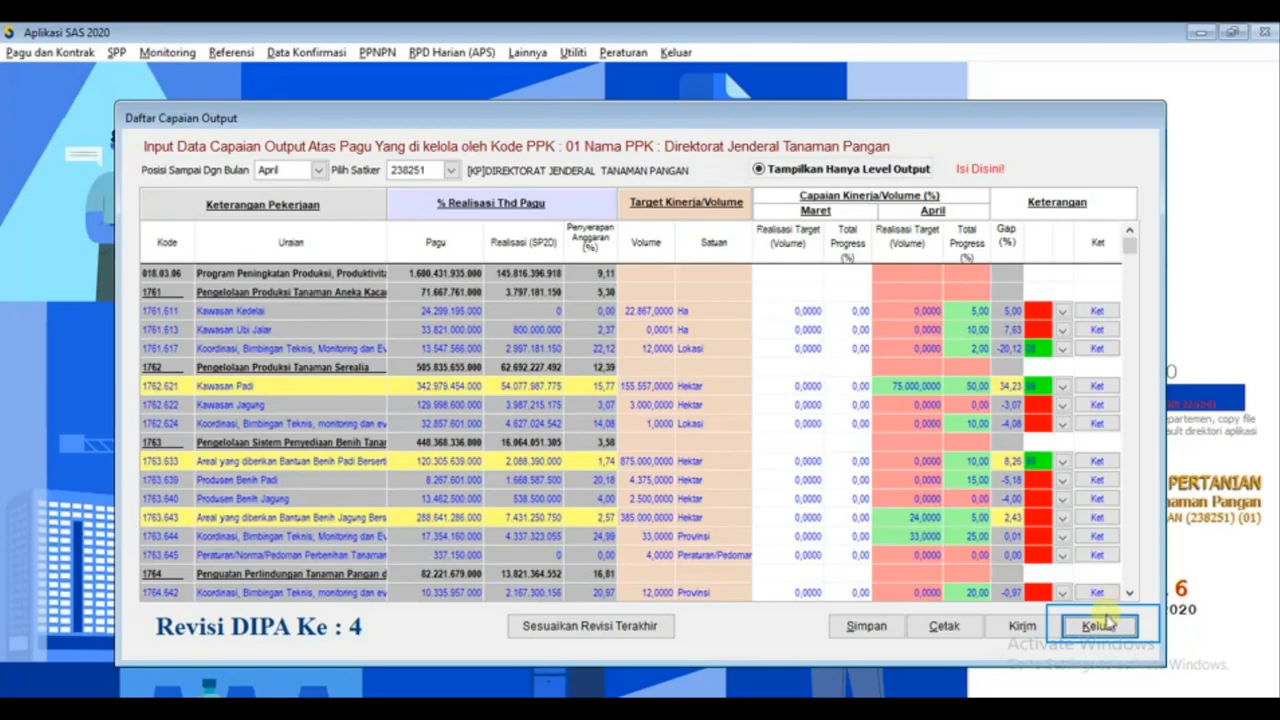 Aplikasi SAS 2020
Pagu dan Kontrak SPP Monitoring Referensi Data Konfirmasi PPNPN RPD Harian (APS) Lainnya Utiliti Peraturan Keluar
Daftar Capaian Output
Input Data Capaian Output Atas Pagu Yang di kelola oleh Kode PPK : 01 Nama PPK : Direktorat Jenderal Tanaman Pangan
Posisi Sampai Dgn Bulan April Pilih Satker 238251 [KP]DIREKTORAT JENDERAL TANAMAN PANGAN Tampilkan Hanya Level Output Isi Disini!
Keterangan Pekerjaan % Realisasi Thd Pagu Target Kinerja/Volume Capaian Kinerja/Volume (%) Keterangan
Maret April
Kode Uraian Pagu Realisasi (SP2D) Penyerapan Anggaran (%) Volume Satuan Realisasi Target (Volume) Total Progress (%) Realisasi Target (Volume) Total Progress (%) Gap (%) Ket
018.03.06 Program Peningkatan Produksi, Produktivita 1.600.431.935.000 145.816.396.918 9,11
1761 Pengelolaan Produksi Tanaman Aneka Kaca 71.667.761.000 3.797.181.150 5,30
1761.611 Kawasan Kedelai 24.299.195.000 0 0,00 22.867,0000 Ha 0,0000 0,00 0,0000 5,00 5,00 Ket
1761.613 Kawasan Ubi Jalar 33.821.000.000 800.000.000 2,37 0,0001 Ha 0,0000 0,00 0,0000 10,00 7,63 Ket
1761.617 Koordinasi, Bimbingan Teknis, Monitoring dan Ev 13.547.566.000 2.997.181.150 22,12 12,0000 Lokasi 0,0000 0,00 0,0000 2,00 -20,12 Ket
1762 Pengelolaan Produksi Tanaman Serealia 505.835.655.000 62.692.227.492 12,39
1762.621 Kawasan Padi 342.979.454.000 54.077.987.775 15,77 155.557,0000 Hektar 0,0000 0,00 75.000,0000 50,00 34,23 99 Ket
1762.622 Kawasan Jagung 129.998.600.000 3.987.215.175 3,07 3.000,0000 Hektar 0,0000 0,00 0,0000 0,00 -3,07 Ket
1762.624 Koordinasi, Bimbingan Teknis, Monitoring dan Ev 32.857.601.000 4.627.024.542 14,08 1,0000 Lokasi 0,0000 0,00 0,0000 10,00 -4,08 Ket
1763 Pengelolaan Sistem Penyediaan Benih Tanar 448.368.336.000 16.064.051.305 3,58
1763.633 Areal yang diberikan Bantuan Benih Padi Berserti 120.305.639.000 2.088.390.000 1,74 875.000,0000 Hektar 0,0000 0,00 0,0000 10,00 8,26 99 Ket
1763.639 Produsen Benih Padi 8.267.601.000 1.668.587.500 20,18 4.375,0000 Hektar 0,0000 0,00 0,0000 15,00 -5,18 Ket
1763.640 Produsen Benih Jagung 13.462.500.000 538.500.000 4,00 2.500,0000 Hektar 0,0000 0,00 0,0000 0,00 -4,00 Ket
1763.643 Areal yang diberikan Bantuan Benih Jagung Bers 288.641.286.000 7.431.250.750 2,57 385.000,0000 Hektar 0,0000 0,00 24,0000 5,00 2,43 Ket
1763.644 Koordinasi, Bimbingan Teknis, Monitoring dan Ev 17.354.160.000 4.337.323.055 24,99 33,0000 Provinsi 0,0000 0,00 33,0000 25,00 0,01 Ket
1763.645 Peraturan/Norma/Pedoman Perbenihan Tanaman 337.150.000 0 0,00 4,0000 Peraturan/Pedomar 0,0000 0,00 0,0000 0,00 0,00 Ket
1764 Penguatan Perlindungan Tanaman Pangan d 82.221.679.000 13.821.364.552 16,81
1764.642 Koordinasi, Bimbingan Teknis, Monitoring dan ev 10.335.957.000 2.167.300.156 20,97 12,0000 Provinsi 0,0000 0,00 0,0000 20,00 -0,97 Ket
Revisi DIPA Ke : 4 Sesuaikan Revisi Terakhir Simpan Cetak Kirim Keluar
Activate Windows
Go to Settings to activate Windows.
0
epartemen, copy file
ault direktori aplikasi
PERTANIAN
naman Pangan
AN (238251) (01)
. 6
2020